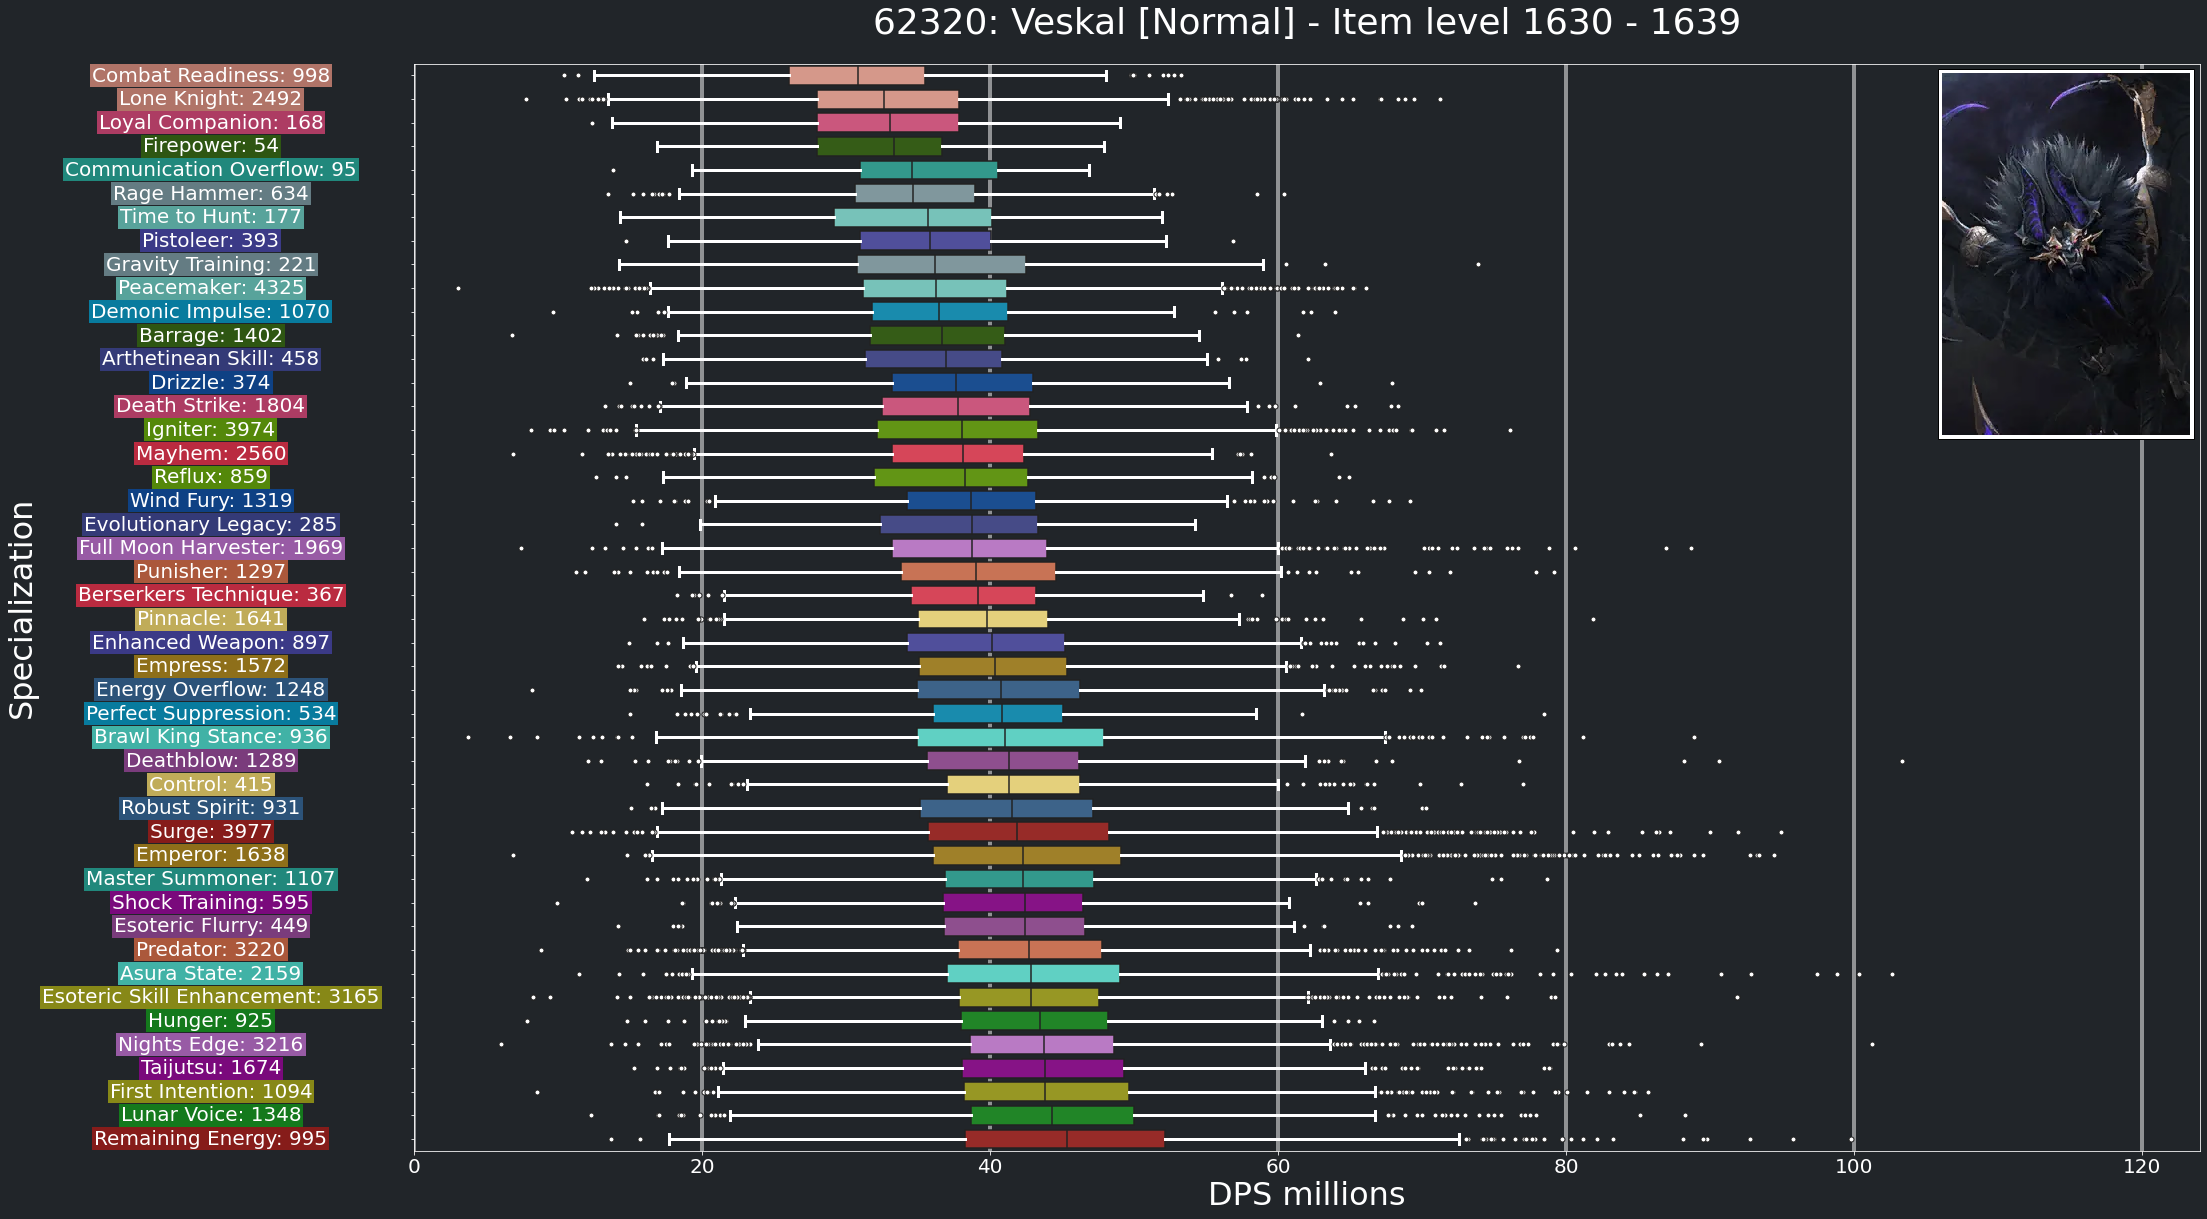 62320: Veskal [Normal] - Item level 1630 - 1639
Specialization
Combat Readiness: 998
Lone Knight: 2492
Loyal Companion: 168
Firepower: 54
Communication Overflow: 95
Rage Hammer: 634
Time to Hunt: 177
Pistoleer: 393
Gravity Training: 221
Peacemaker: 4325
Demonic Impulse: 1070
Barrage: 1402
Arthetinean Skill: 458
Drizzle: 374
Death Strike: 1804
Igniter: 3974
Mayhem: 2560
Reflux: 859
Wind Fury: 1319
Evolutionary Legacy: 285
Full Moon Harvester: 1969
Punisher: 1297
Berserkers Technique: 367
Pinnacle: 1641
Enhanced Weapon: 897
Empress: 1572
Energy Overflow: 1248
Perfect Suppression: 534
Brawl King Stance: 936
Deathblow: 1289
Control: 415
Robust Spirit: 931
Surge: 3977
Emperor: 1638
Master Summoner: 1107
Shock Training: 595
Esoteric Flurry: 449
Predator: 3220
Asura State: 2159
Esoteric Skill Enhancement: 3165
Hunger: 925
Nights Edge: 3216
Taijutsu: 1674
First Intention: 1094
Lunar Voice: 1348
Remaining Energy: 995
0 20 40 60 80 100 120
DPS millions